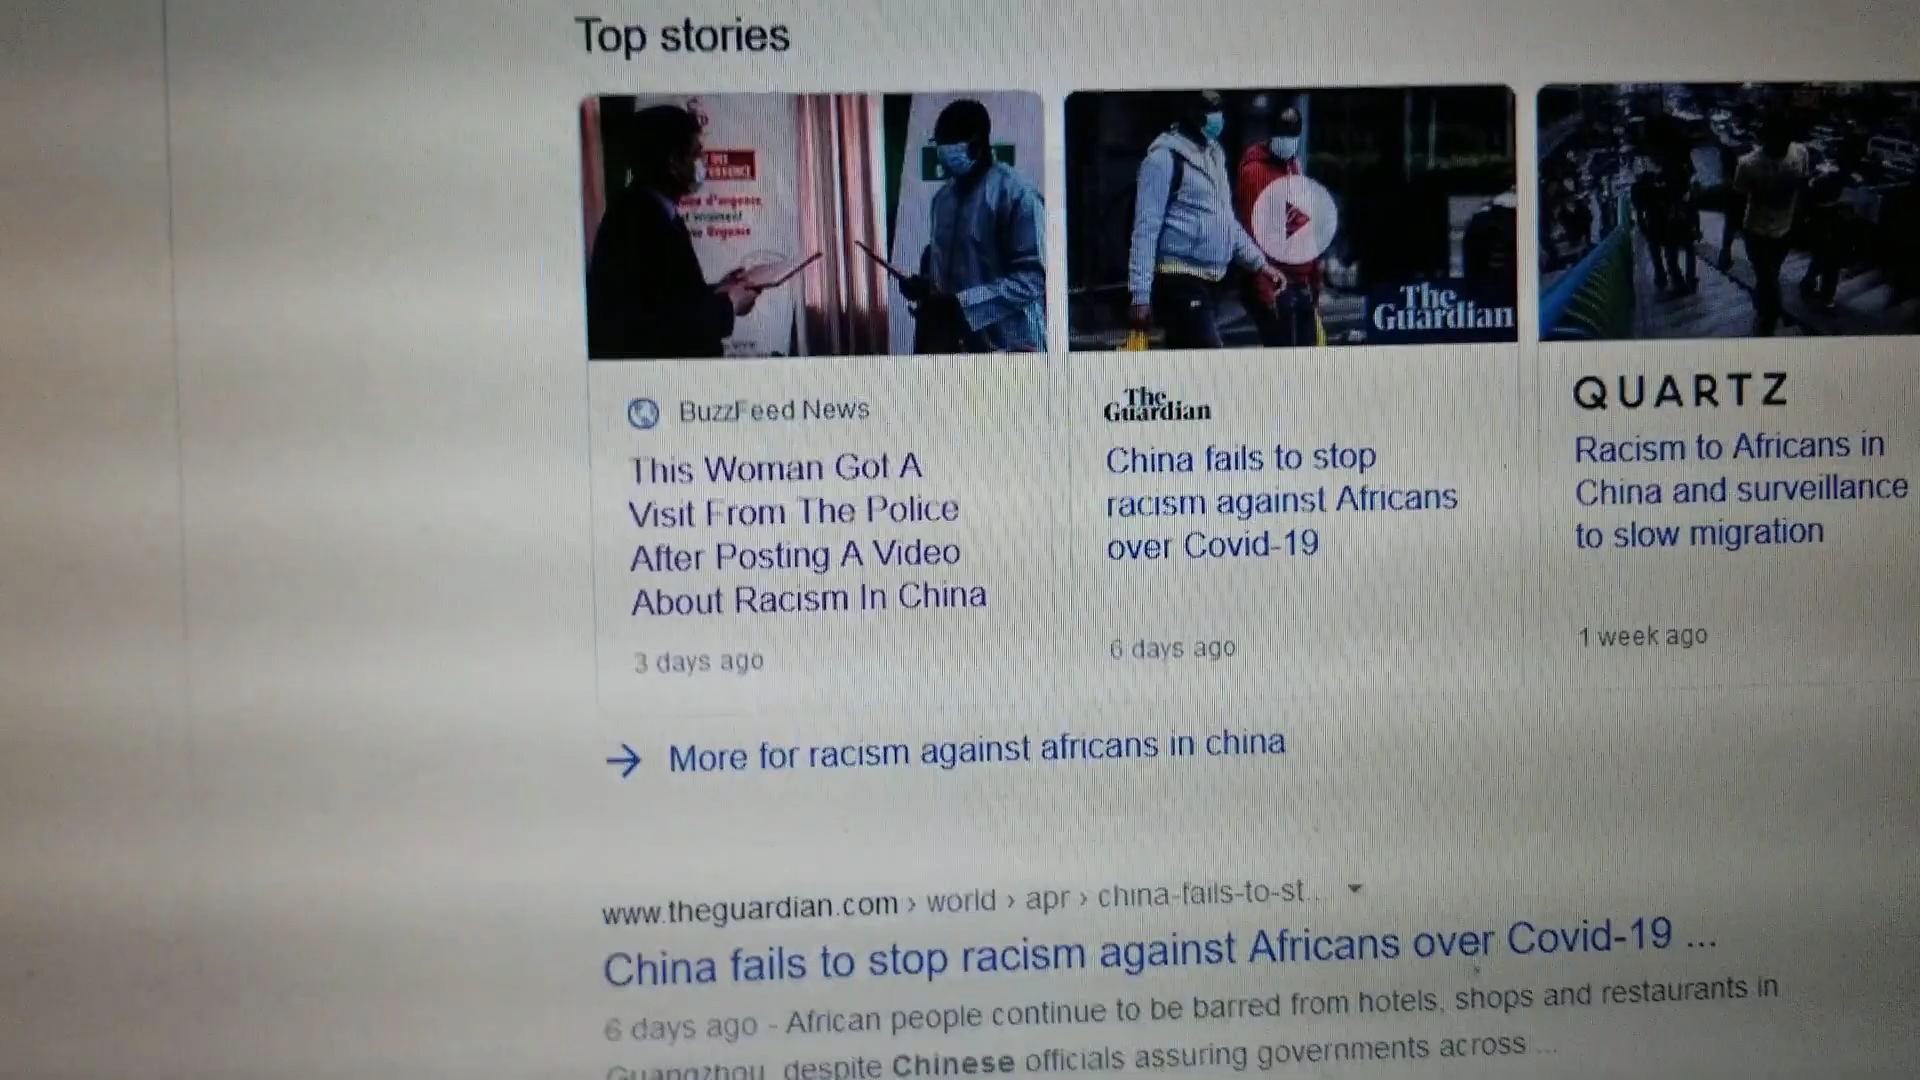 Top stories
d'urgence
Urgence
The
Guardian
BuzzFeed News
This Woman Got A
Visit From The Police
After Posting A Video
About Racism In China
3 days ago
The
Guardian
China fails to stop
racism against Africans
over Covid-19
6 days ago
QUARTZ
Racism to Africans in
China and surveillance
to slow migration
1 week ago
More for racism against africans in china
www.theguardian.com › world › apr › china-fails-to-st...
China fails to stop racism against Africans over Covid-19 ...
6 days ago - African people continue to be barred from hotels, shops and restaurants in
Guangzhou, despite Chinese officials assuring governments across ...